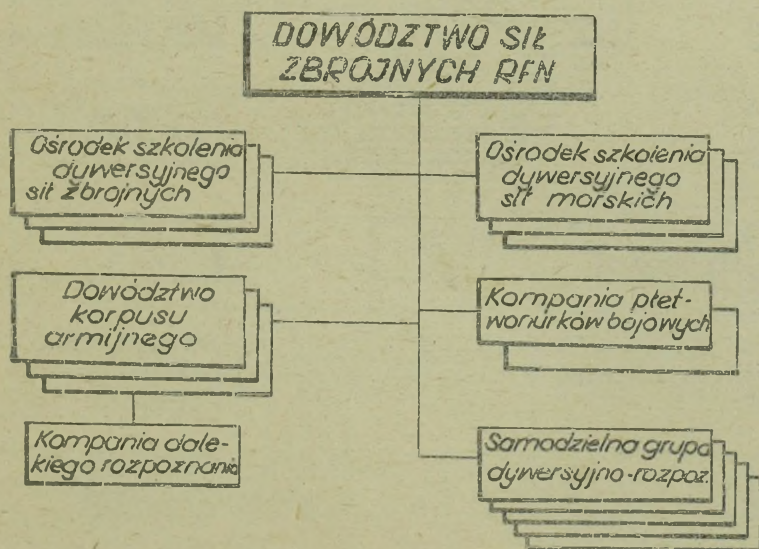 DOWÓDZTWO SIŁ
ZBROJNYCH RFN
Ośrodek szkolenia
dywersyjnego
sił zbrojnych
Ośrodek szkolenia
dywersyjnego
sił morskich
Dowództwo
korpusu
armijnego
Kompania płet-
wonurków bojowych
Kompania dale-
kiego rozpoznania
Samodzielna grupa
dywersyjno-rozpoz.